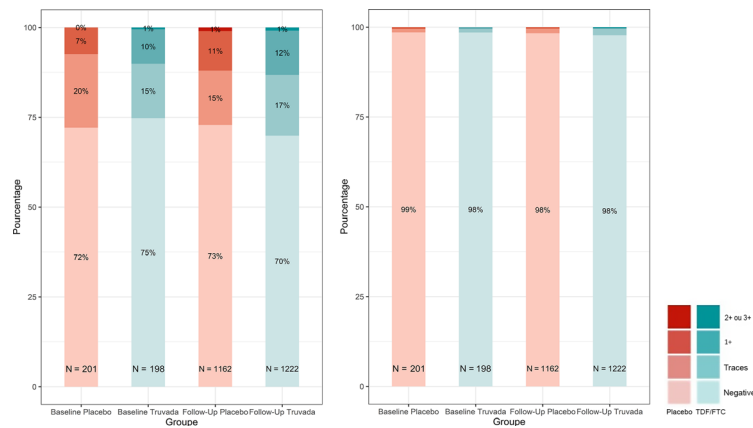 100
75
50
25
0
Pourcentage
0%
7%
20%
72%
N = 201
1%
10%
15%
75%
N = 198
1%
11%
15%
73%
N = 1162
1%
12%
17%
70%
N = 1222
Baseline Placebo
Baseline Truvada
Follow-Up Placebo
Follow-Up Truvada
Groupe
100
75
50
25
0
Pourcentage
99%
98%
98%
98%
N = 201
N = 198
N = 1162
N = 1222
Baseline Placebo
Baseline Truvada
Follow-Up Placebo
Follow-Up Truvada
Groupe
2+ ou 3+
1+
Traces
Negative
Placebo
TDF/FTC